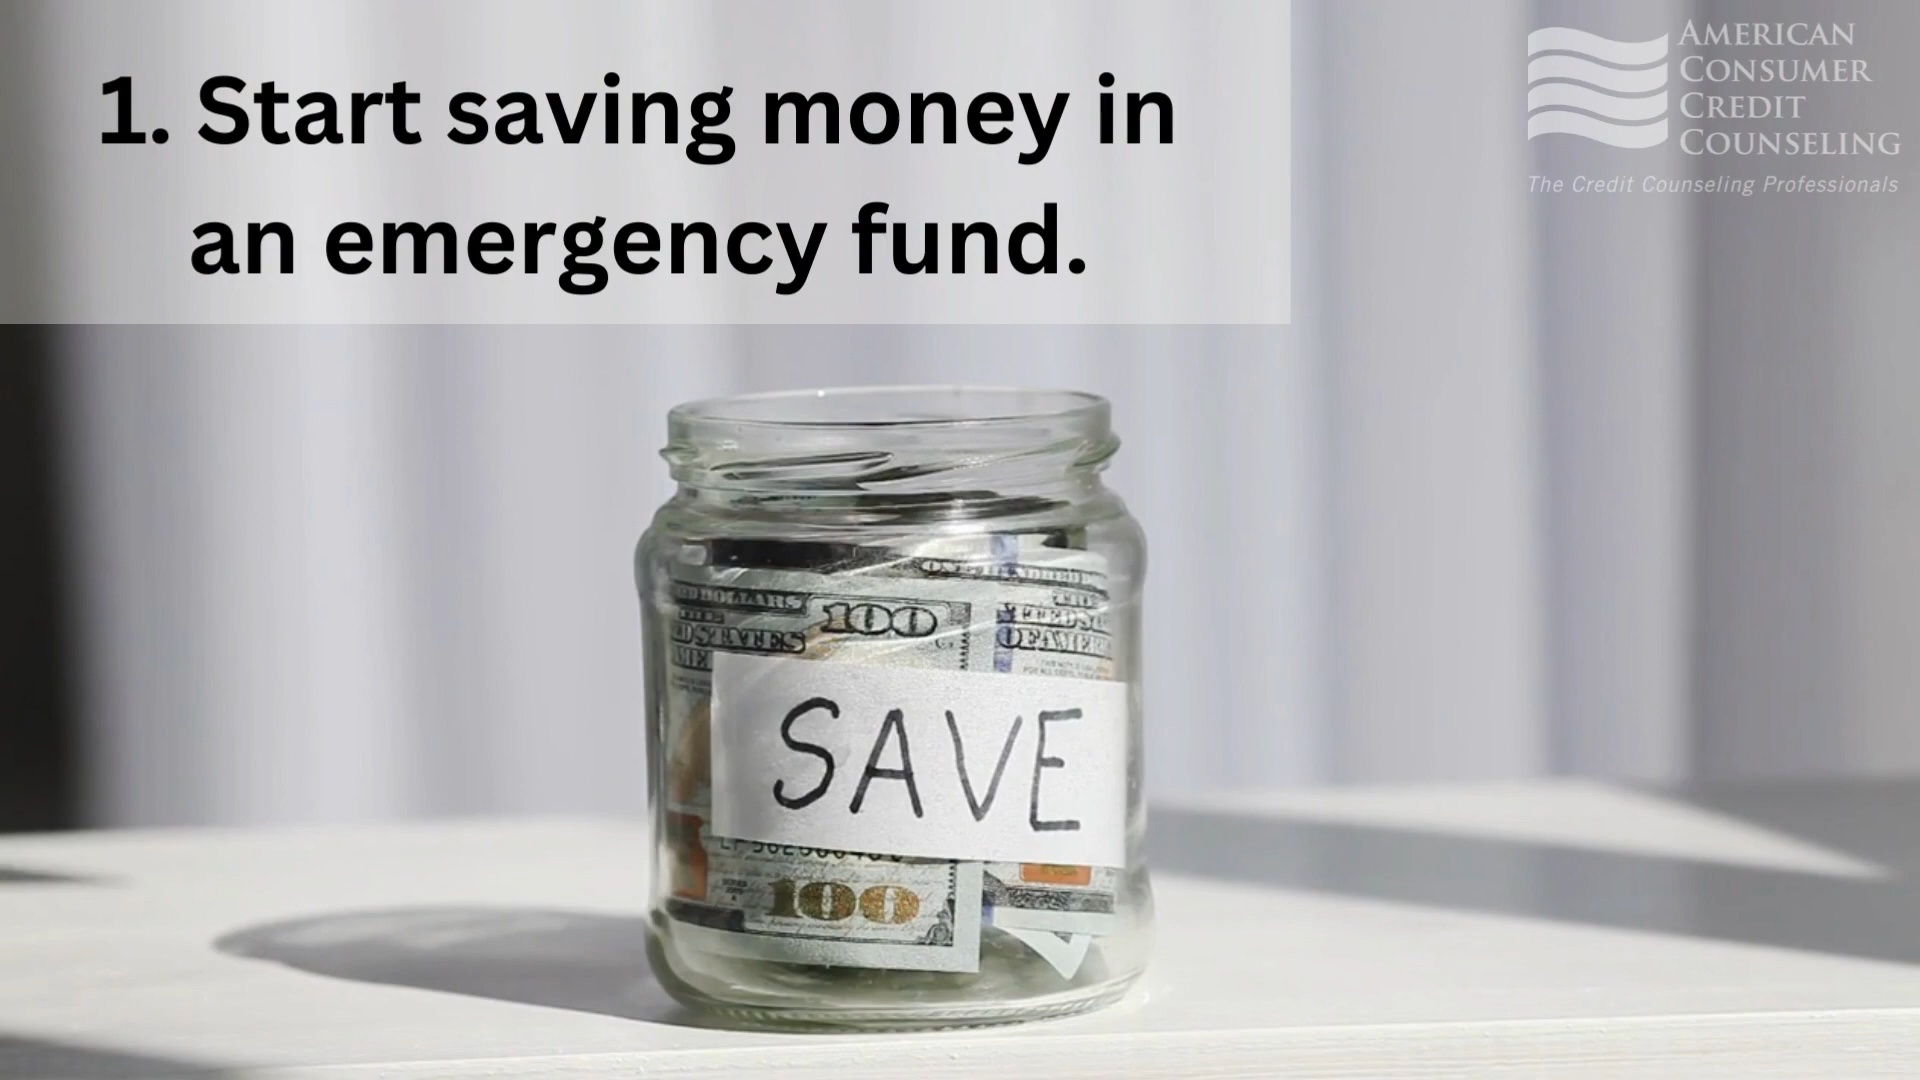 1. Start saving money in
an emergency fund.
AMERICAN
CONSUMER
CREDIT
COUNSELING
The Credit Counseling Professionals
100
100
SAVE